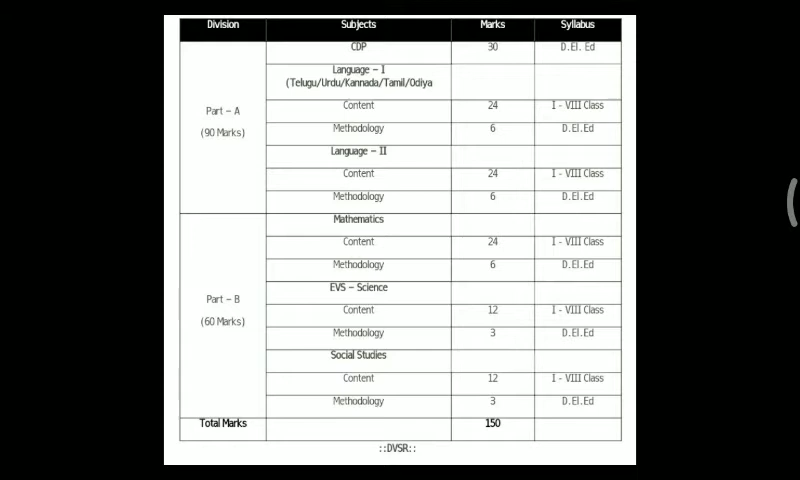 Division Subjects Marks Syllabus
CDP 30 D.El. Ed
Language – I
(Telugu/Urdu/Kannada/Tamil/Odiya
Content 24 I - VIII Class
Part – A
Methodology 6 D.El.Ed
(90 Marks)
Language – II
Content 24 I - VIII Class
Methodology 6 D.El.Ed
Mathematics
Content 24 I - VIII Class
Methodology 6 D.El.Ed
EVS – Science
Part – B
Content 12 I - VIII Class
(60 Marks)
Methodology 3 D.El.Ed
Social Studies
Content 12 I - VIII Class
Methodology 3 D.El.Ed
Total Marks 150
::DVSR::